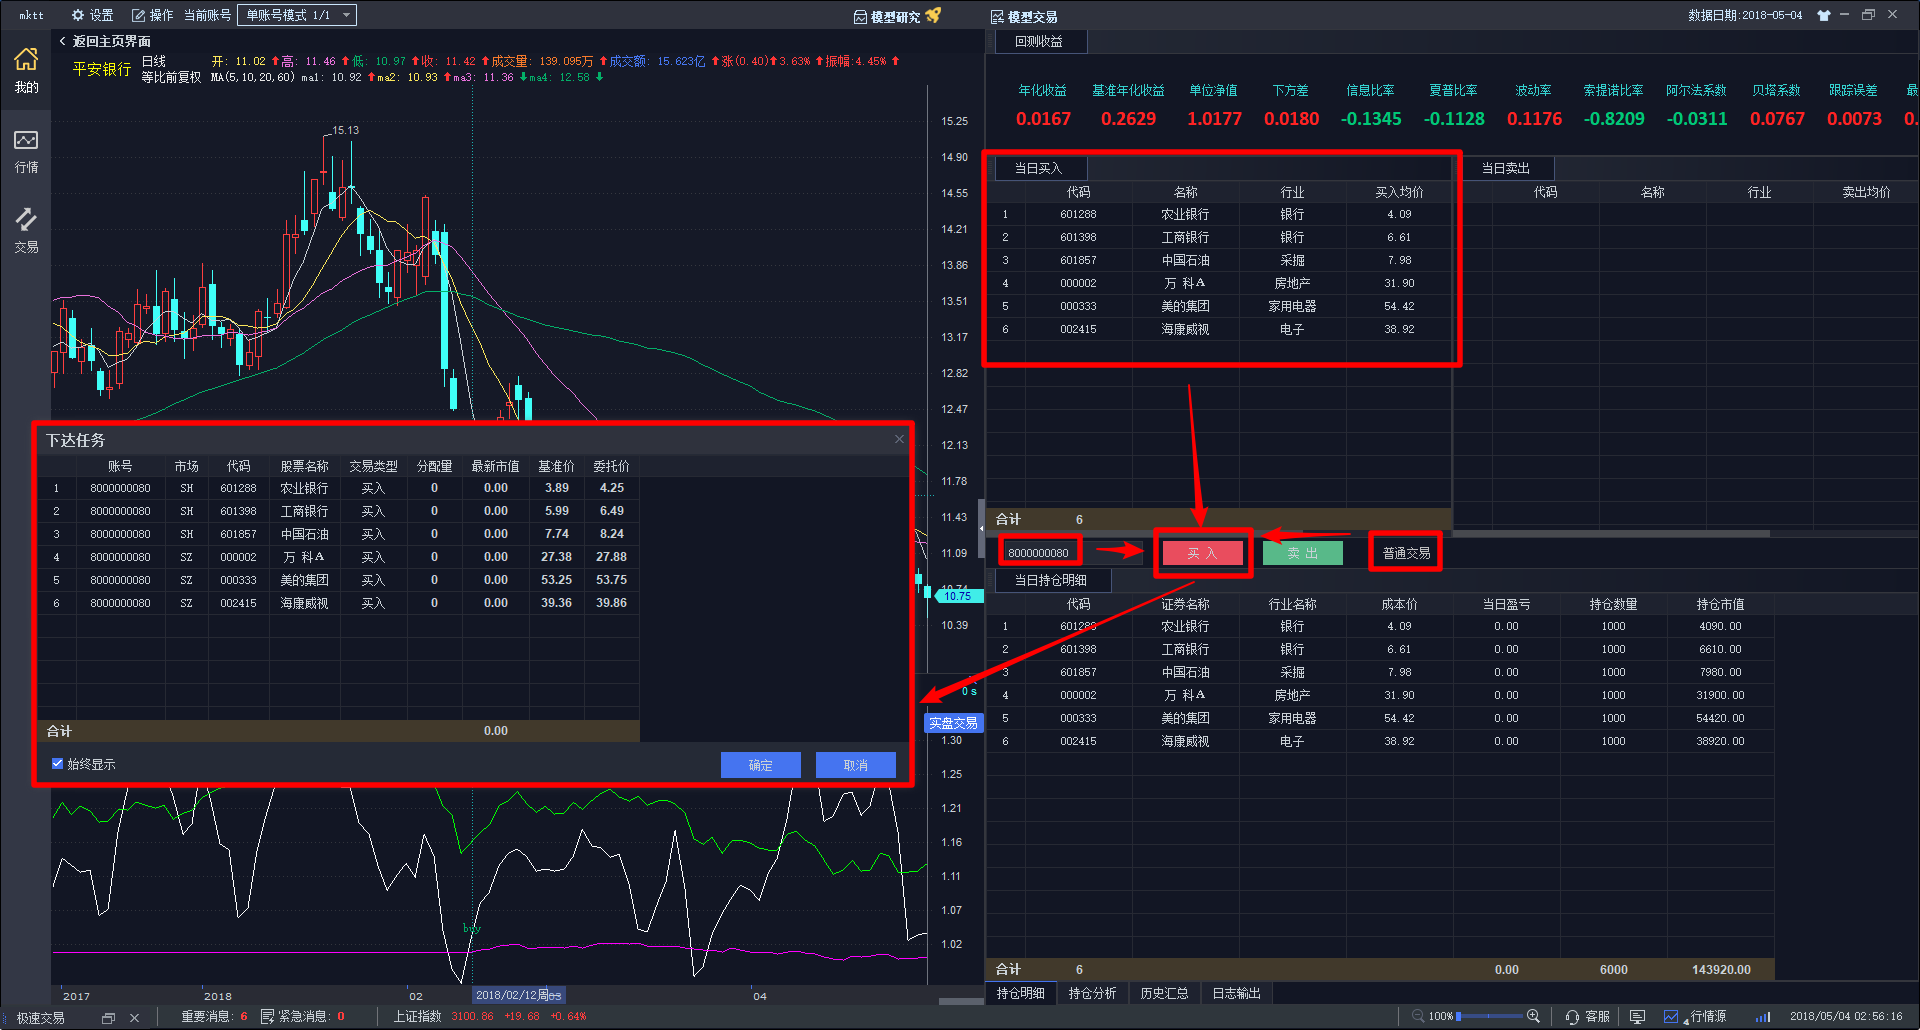 mktt 设置 操作 当前账号 单账号模式 1/1 模型研究 模型交易 数据日期:2018-05-04
返回主页界面
回测收益
我的
行情
交易
平安银行
日线 开: 11.02 高: 11.46 低: 10.97 收: 11.42 成交量: 139.095万 成交额: 15.623亿 涨(0.40) 3.63% 振幅:4.45%
等比前复权 MA(5,10,20,60) ma1: 10.92 ma2: 10.93 ma3: 11.36 ma4: 12.58
15.13
15.25
14.90
14.55
14.21
13.86
13.51
13.17
12.82
12.47
12.13
11.78
11.43
11.09
10.74
10.75
10.39
0 s
实盘交易
1.30
1.25
1.21
1.16
1.11
1.07
1.02
buy
2017 2018 02 2018/02/12周 04
年化收益 基准年化收益 单位净值 下方差 信息比率 夏普比率 波动率 索提诺比率 阿尔法系数 贝塔系数 跟踪误差 最
0.0167 0.2629 1.0177 0.0180 -0.1345 -0.1128 0.1176 -0.8209 -0.0311 0.0767 0.0073 0.
当日买入
代码 名称 行业 买入均价
1 601288 农业银行 银行 4.09
2 601398 工商银行 银行 6.61
3 601857 中国石油 采掘 7.98
4 000002 万 科A 房地产 31.90
5 000333 美的集团 家用电器 54.42
6 002415 海康威视 电子 38.92
合计 6
当日卖出
代码 名称 行业 卖出均价
8000000080 买 入 卖 出 普通交易
当日持仓明细
代码 证券名称 行业名称 成本价 当日盈亏 持仓数量 持仓市值
1 601288 农业银行 银行 4.09 0.00 1000 4090.00
2 601398 工商银行 银行 6.61 0.00 1000 6610.00
3 601857 中国石油 采掘 7.98 0.00 1000 7980.00
4 000002 万 科A 房地产 31.90 0.00 1000 31900.00
5 000333 美的集团 家用电器 54.42 0.00 1000 54420.00
6 002415 海康威视 电子 38.92 0.00 1000 38920.00
合计 6 0.00 6000 143920.00
持仓明细 持仓分析 历史汇总 日志输出
下达任务
账号 市场 代码 股票名称 交易类型 分配量 最新市值 基准价 委托价
1 8000000080 SH 601288 农业银行 买入 0 0.00 3.89 4.25
2 8000000080 SH 601398 工商银行 买入 0 0.00 5.99 6.49
3 8000000080 SH 601857 中国石油 买入 0 0.00 7.74 8.24
4 8000000080 SZ 000002 万 科A 买入 0 0.00 27.38 27.88
5 8000000080 SZ 000333 美的集团 买入 0 0.00 53.25 53.75
6 8000000080 SZ 002415 海康威视 买入 0 0.00 39.36 39.86
合计 0.00
始终显示 确定 取消
极速交易 重要消息: 6 紧急消息: 0 上证指数 3100.86 +19.68 +0.64% 100% 客服 行情源 2018/05/04 02:56:16